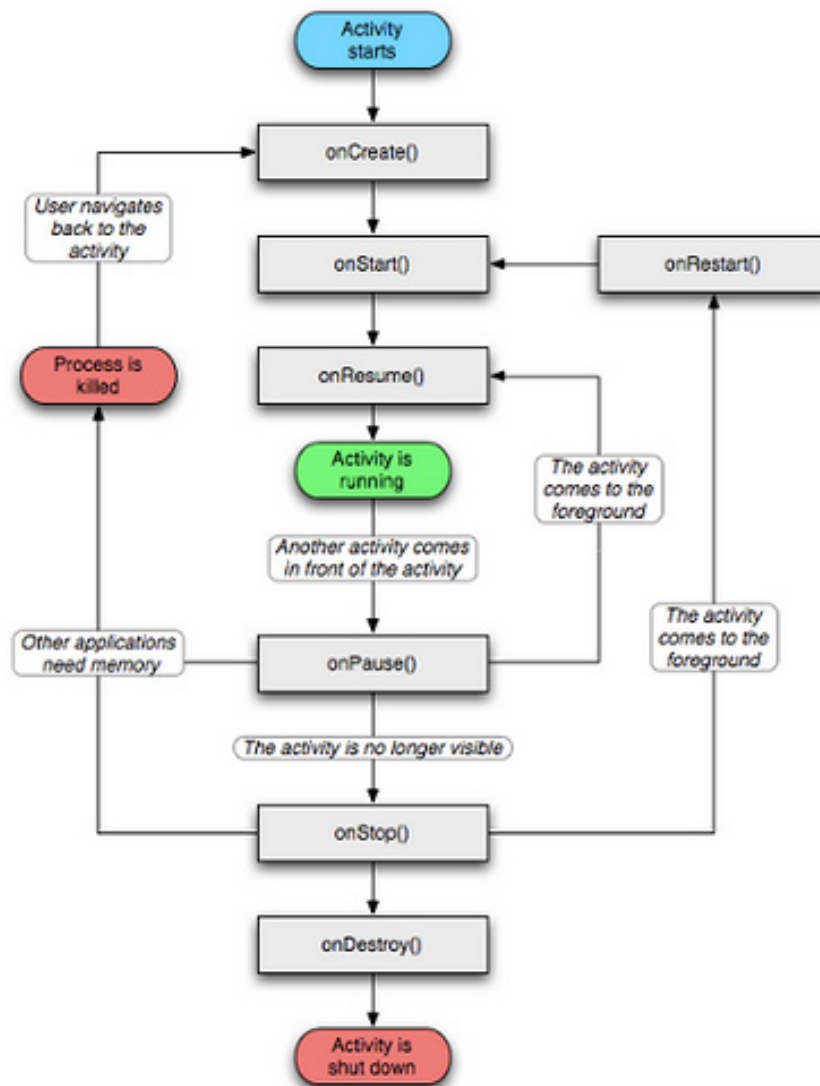 Activity
starts
onCreate()
User navigates
back to the
activity
onStart()
onRestart()
Process is
killed
onResume()
Activity is
running
The activity
comes to the
foreground
Another activity comes
in front of the activity
The activity
comes to the
foreground
Other applications
need memory
onPause()
The activity is no longer visible
onStop()
onDestroy()
Activity is
shut down